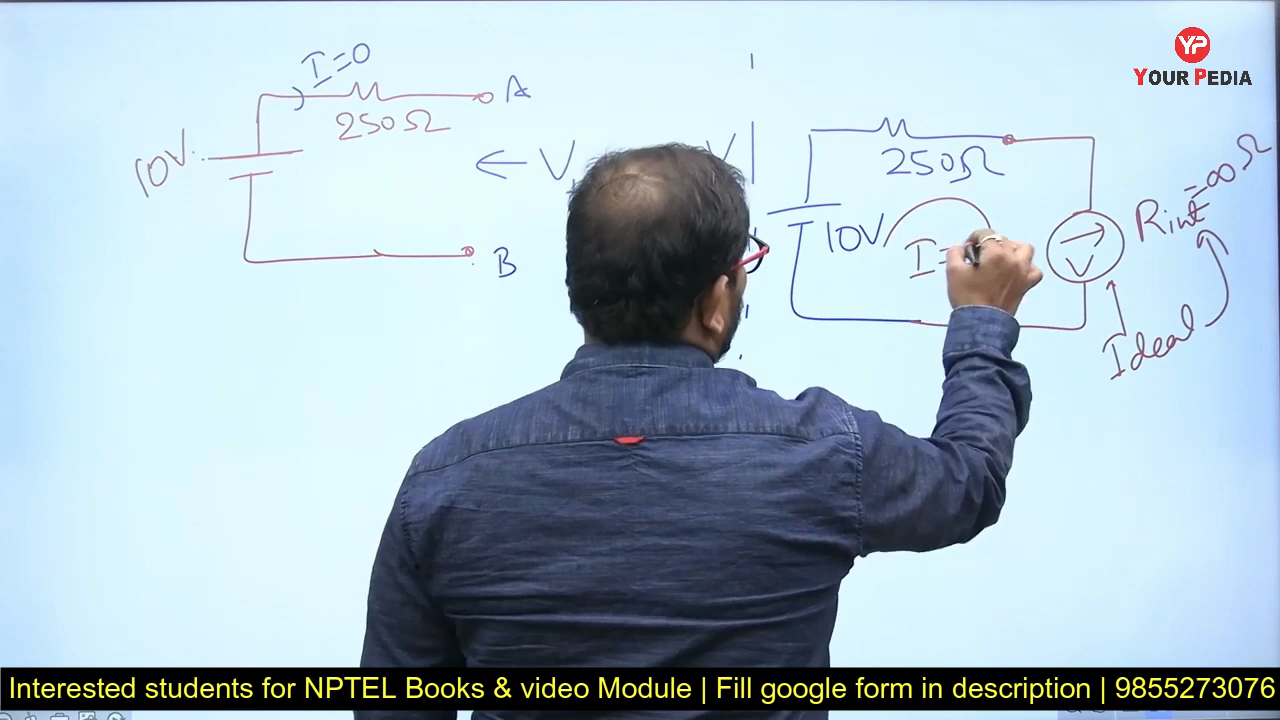 YP
YOUR PEDIA
I=0
A
250Ω
10V
B
← V
V
250Ω
10V
I=
V
Rint =∞Ω
Ideal
Interested students for NPTEL Books & video Module | Fill google form in description | 9855273076